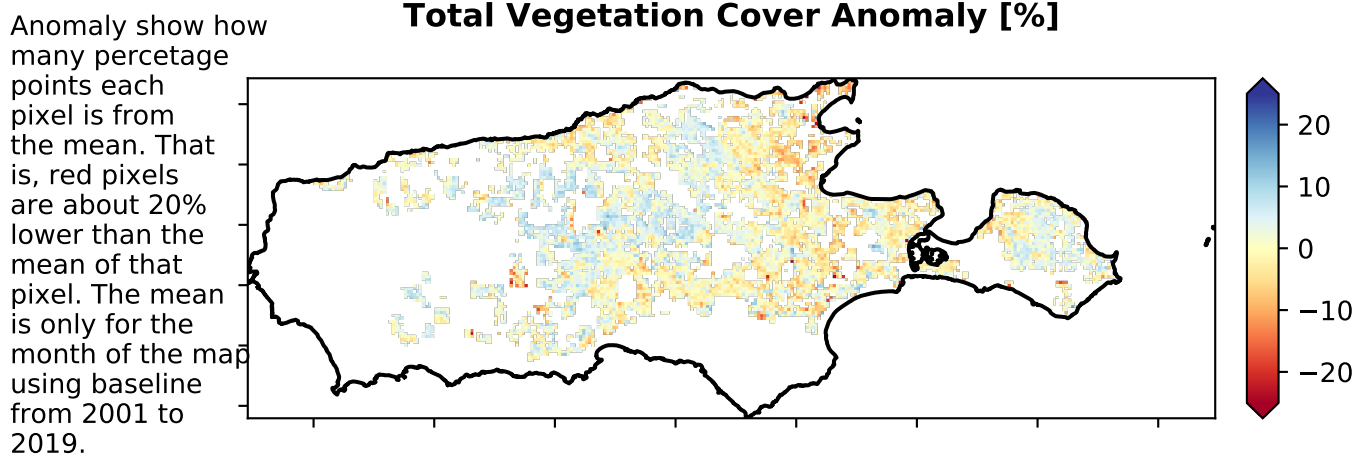 Total Vegetation Cover Anomaly [%]
Anomaly show how
many percetage
points each
pixel is from
the mean. That
is, red pixels
are about 20%
lower than the
mean of that
pixel. The mean
is only for the
month of the map
using baseline
from 2001 to
2019.
20
10
0
−10
−20